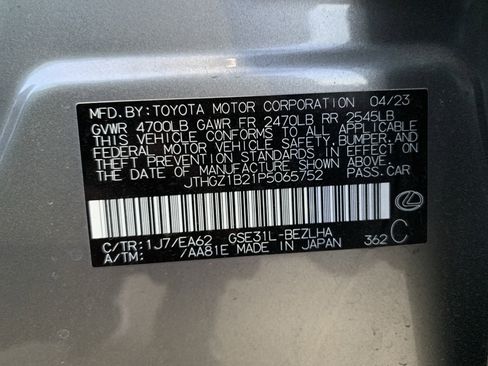 MFD.BY:TOYOTA MOTOR CORPORATION 04/23
GVWR 4700LB GAWR FR 2470LB RR 2545LB
THIS VEHICLE CONFORMS TO ALL APPLICABLE
FEDERAL MOTOR VEHICLE SAFETY,BUMPER,AND
THEFT PREVENTION STANDARDS IN EFFECT ON
THE DATE OF MANUFACTURE SHOWN ABOVE.
JTHGZ1B21P5065752 PASS.CAR
C/TR:1J7/EA62 GSE31L-BEZLHA
A/TM: /AA81E MADE IN JAPAN 362 C